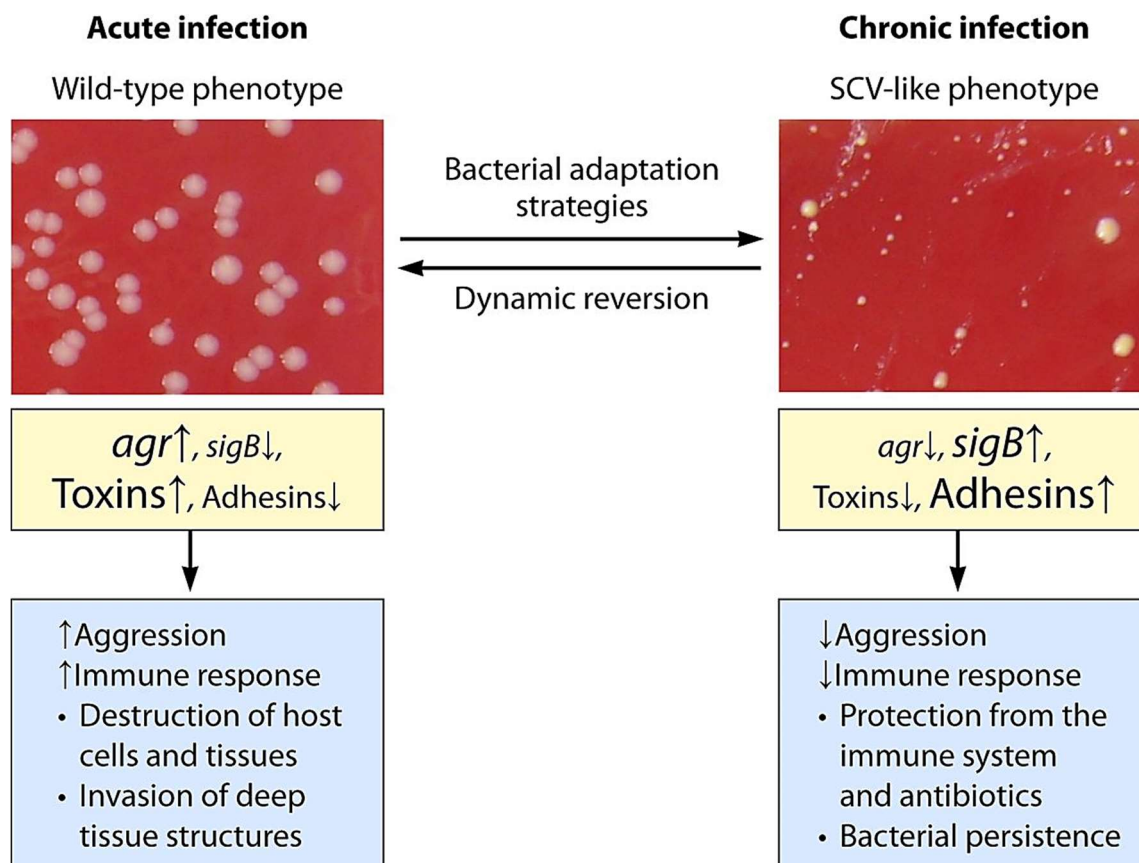 Acute infection
Wild-type phenotype
Chronic infection
SCV-like phenotype
Bacterial adaptation
strategies
Dynamic reversion
agr↑, sigB↓,
Toxins↑, Adhesins↓
agr↓, sigB↑,
Toxins↓, Adhesins↑
↑Aggression
↑Immune response
• Destruction of host
cells and tissues
• Invasion of deep
tissue structures
↓Aggression
↓Immune response
• Protection from the
immune system
and antibiotics
• Bacterial persistence